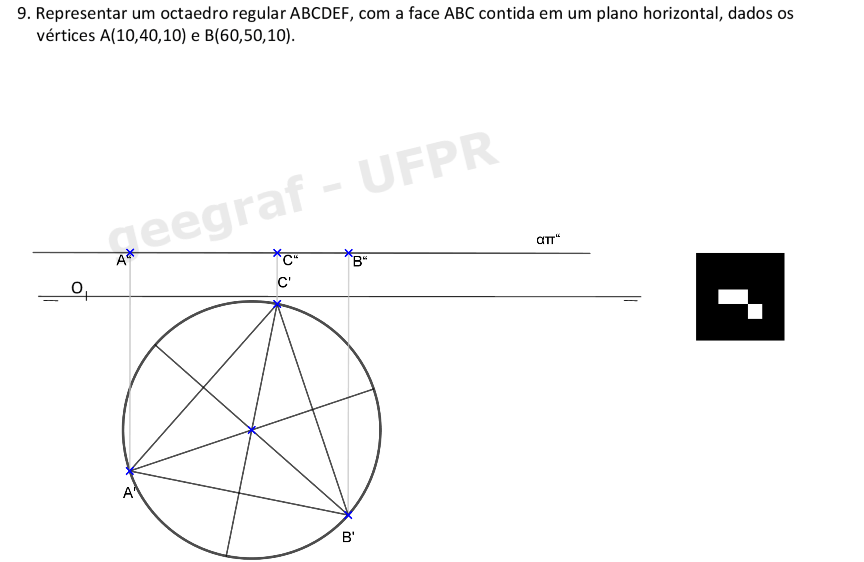 9. Representar um octaedro regular ABCDEF, com a face ABC contida em um plano horizontal, dados os
vértices A(10,40,10) e B(60,50,10).
geegraf - UFPR
απ“
A“ C“ B“
C'
O
A'
B'